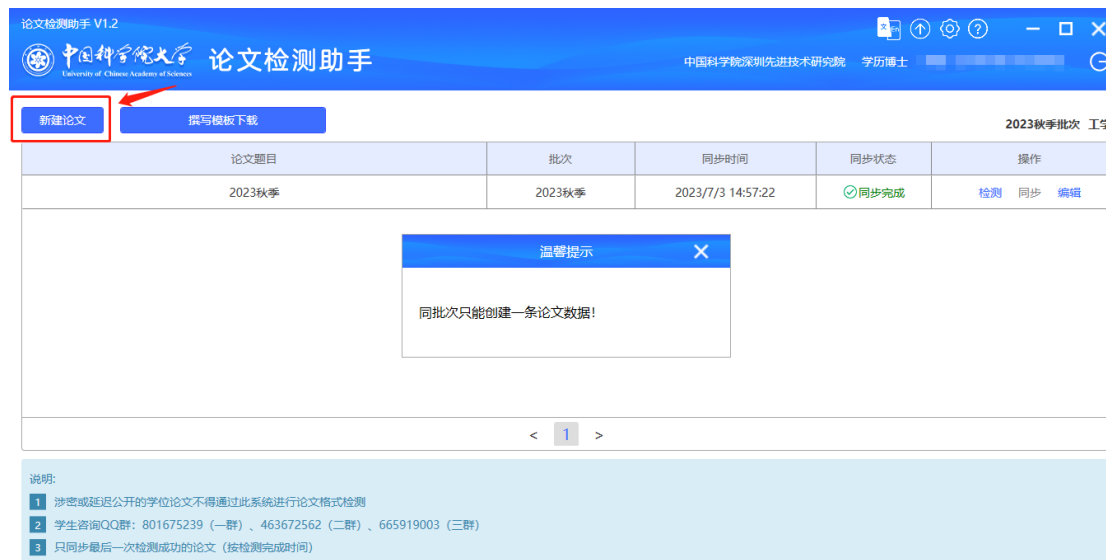 论文检测助手 V1.2
中国科学院大学
University of Chinese Academy of Sciences
论文检测助手
中国科学院深圳先进技术研究院 学历博士
新建论文 撰写模板下载
2023秋季批次 工学
论文题目 批次 同步时间 同步状态 操作
2023秋季 2023秋季 2023/7/3 14:57:22 同步完成 检测 同步 编辑
温馨提示
同批次只能创建一条论文数据!
< 1 >
说明:
1 涉密或延迟公开的学位论文不得通过此系统进行论文格式检测
2 学生咨询QQ群: 801675239 (一群)、463672562 (二群)、665919003 (三群)
3 只同步最后一次检测成功的论文 (按检测完成时间)